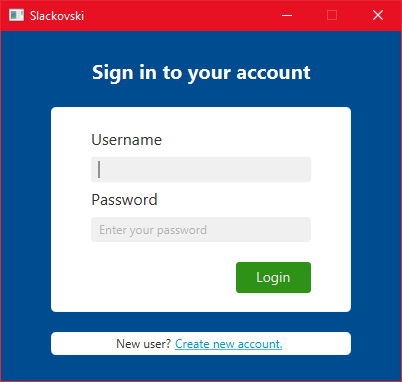 Slackovski
Sign in to your account
Username
Password
Enter your password
Login
New user? Create new account.